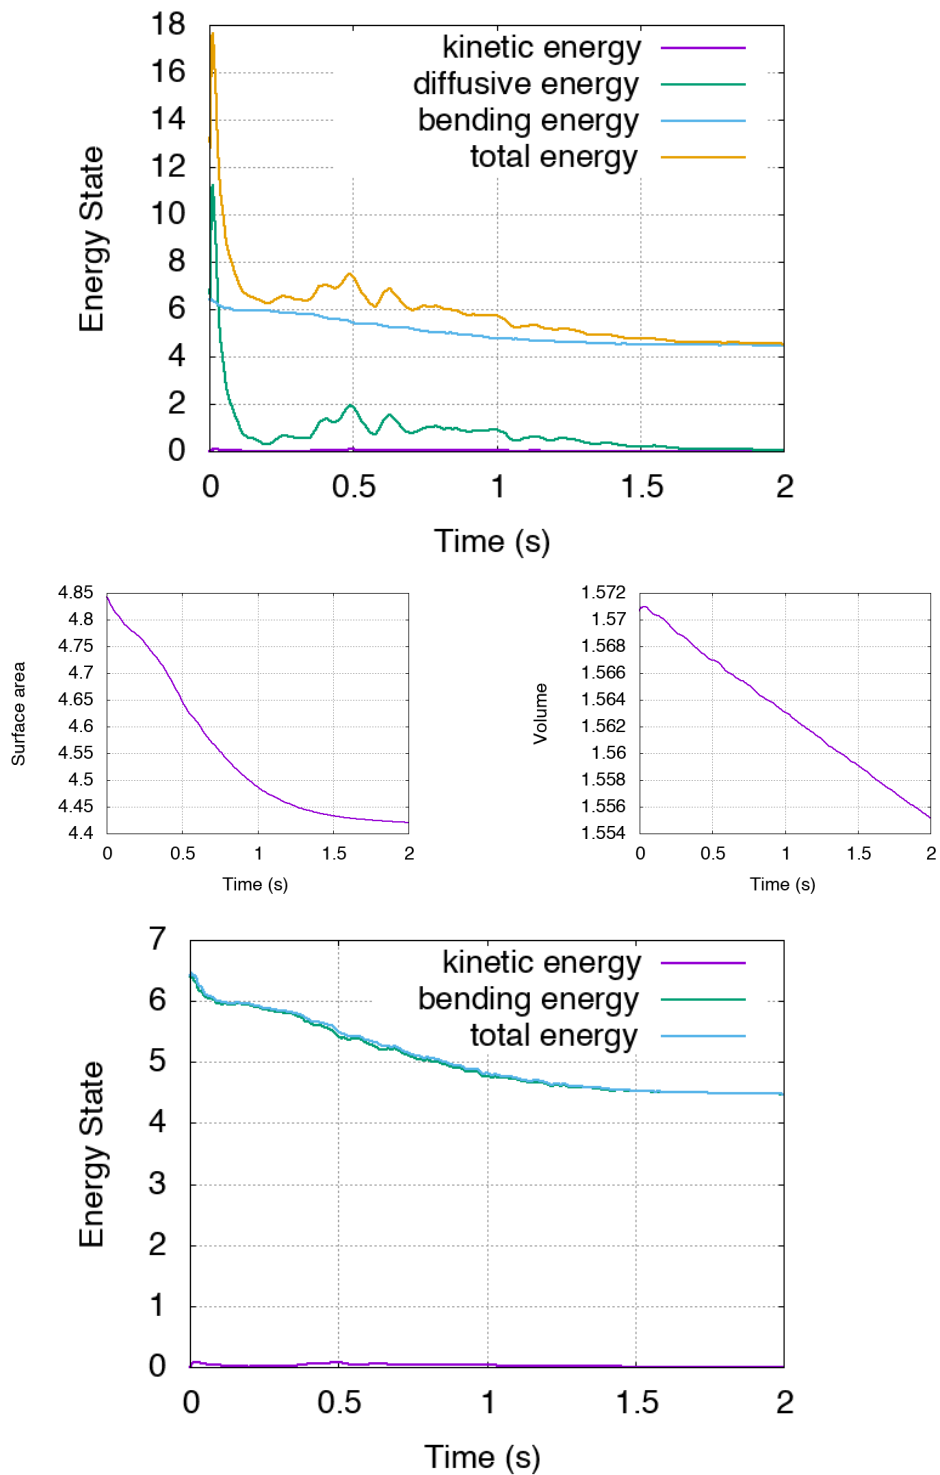 18
16
14
12
10
8
6
4
2
0
Energy State
kinetic energy
diffusive energy
bending energy
total energy
0 0.5 1 1.5 2
Time (s)
4.85
4.8
4.75
4.7
4.65
4.6
4.55
4.5
4.45
4.4
Surface area
0 0.5 1 1.5 2
Time (s)
1.572
1.57
1.568
1.566
1.564
1.562
1.56
1.558
1.556
1.554
Volume
0 0.5 1 1.5 2
Time (s)
7
6
5
4
3
2
1
0
Energy State
kinetic energy
bending energy
total energy
0 0.5 1 1.5 2
Time (s)